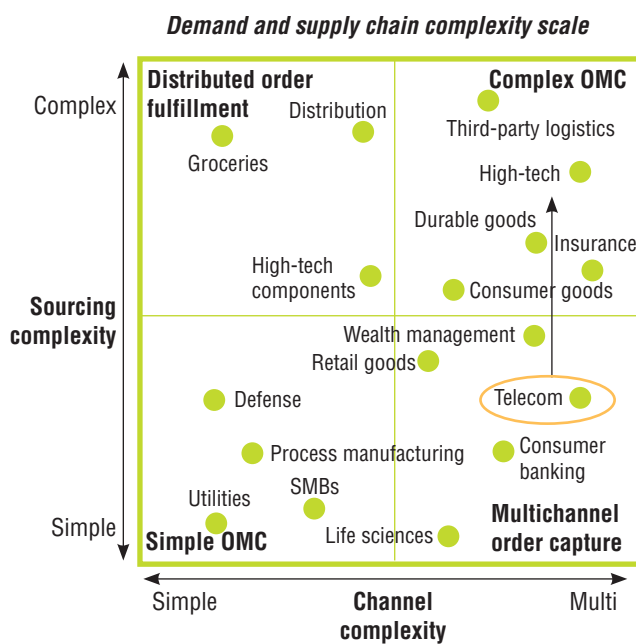 Demand and supply chain complexity scale
Complex
Distributed order
fulfillment
Distribution
Groceries
Complex OMC
Third-party logistics
High-tech
Durable goods
Insurance
High-tech
components
Consumer goods
Sourcing
complexity
Wealth management
Retail goods
Defense
Telecom
Process manufacturing
Consumer
banking
Utilities
SMBs
Life sciences
Simple
Simple OMC
Multichannel
order capture
Simple
Channel
complexity
Multi